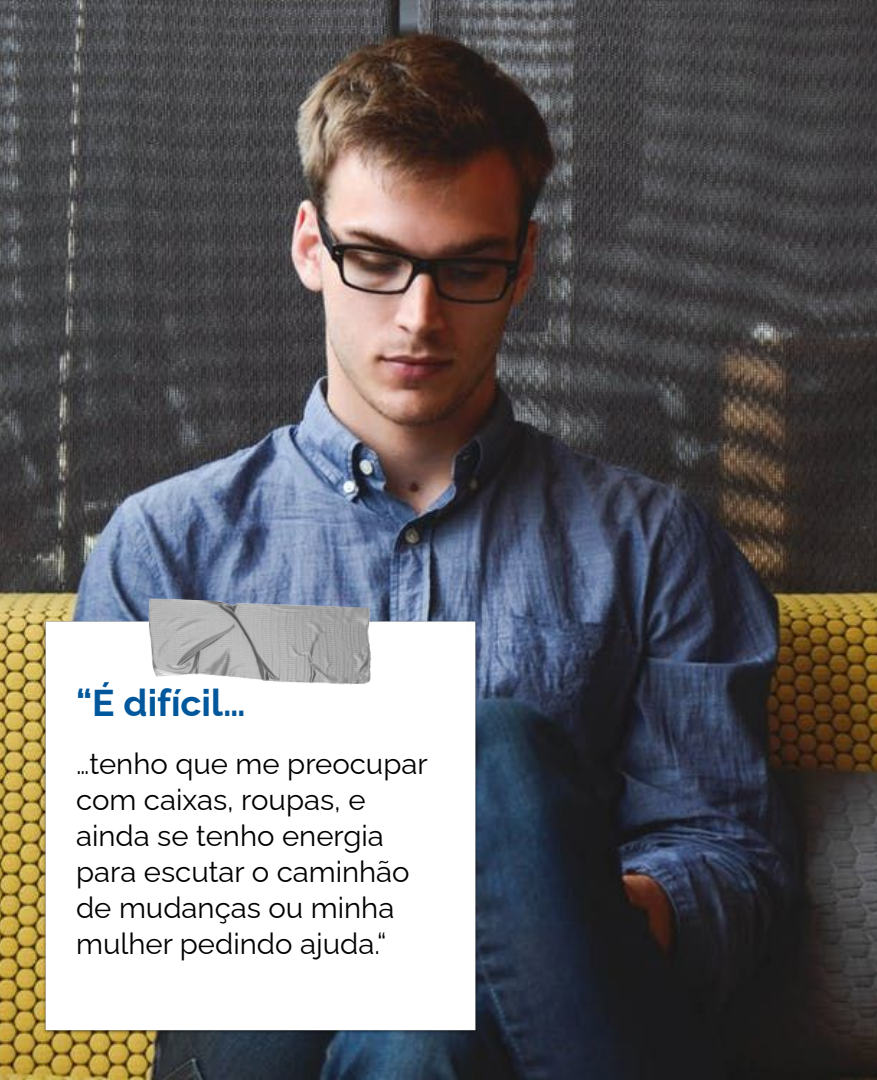 “É difícil...
...tenho que me preocupar
com caixas, roupas, e
ainda se tenho energia
para escutar o caminhão
de mudanças ou minha
mulher pedindo ajuda.“